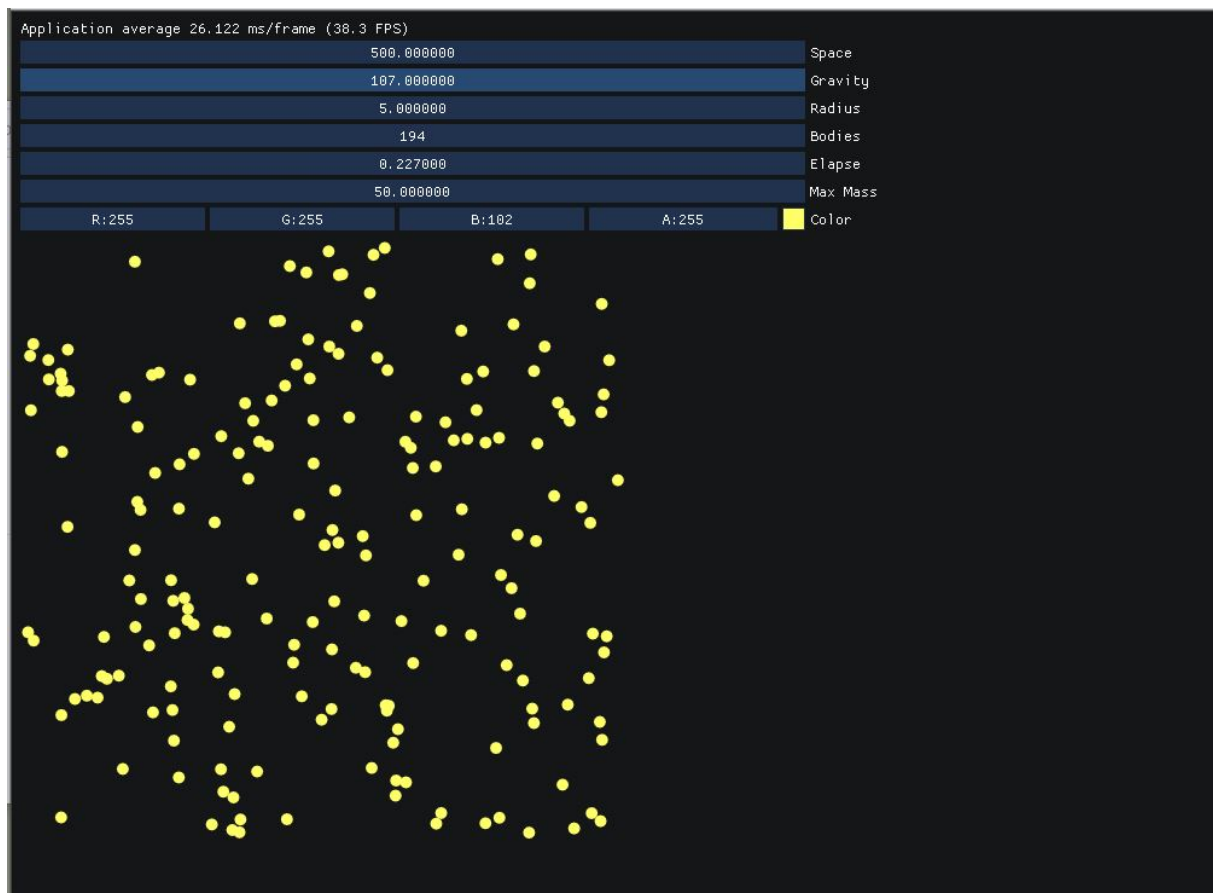 Application average 26.122 ms/frame (38.3 FPS)
500.000000 Space
107.000000 Gravity
5.000000 Radius
194 Bodies
0.227000 Elapse
50.000000 Max Mass
R:255 G:255 B:102 A:255 Color